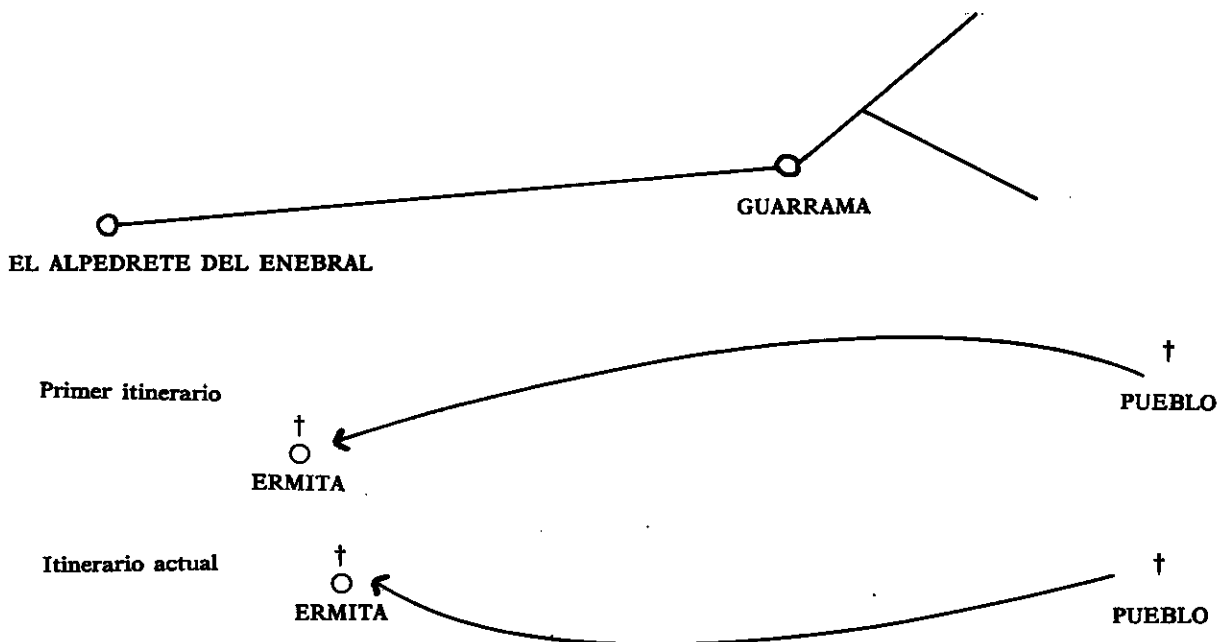 GUARRAMA
EL ALPEDRETE DEL ENEBRAL
Primer itinerario
†
PUEBLO
†
ERMITA
Itinerario actual
†
ERMITA
†
PUEBLO